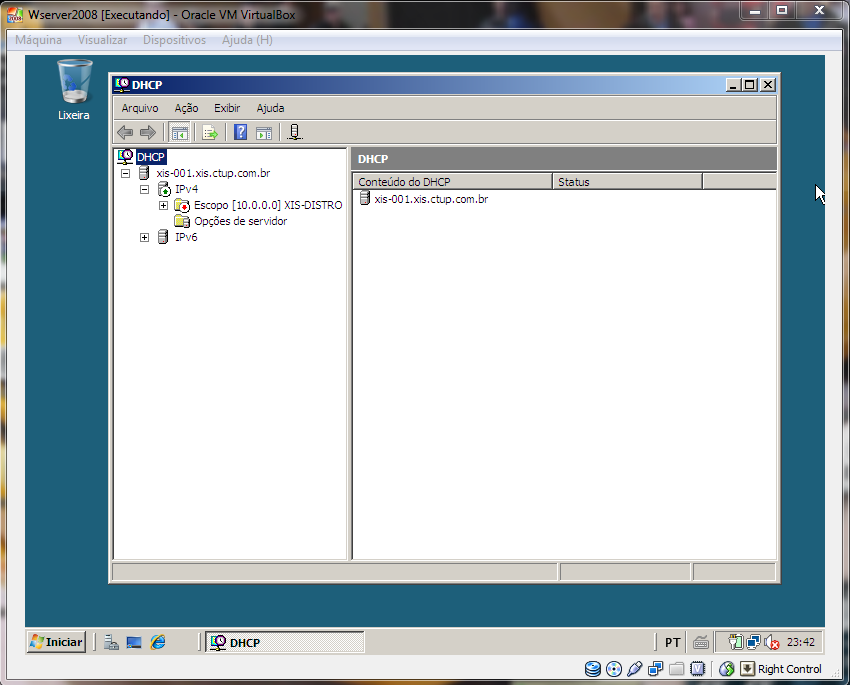 Wserver2008 [Executando] - Oracle VM VirtualBox
Máquina Visualizar Dispositivos Ajuda (H)
Lixeira
DHCP
Arquivo Ação Exibir Ajuda
DHCP
xis-001.xis.ctup.com.br
IPv4
Escopo [10.0.0.0] XIS-DISTRO
Opções de servidor
IPv6
DHCP
Conteúdo do DHCP Status
xis-001.xis.ctup.com.br
Iniciar DHCP PT 23:42
Right Control